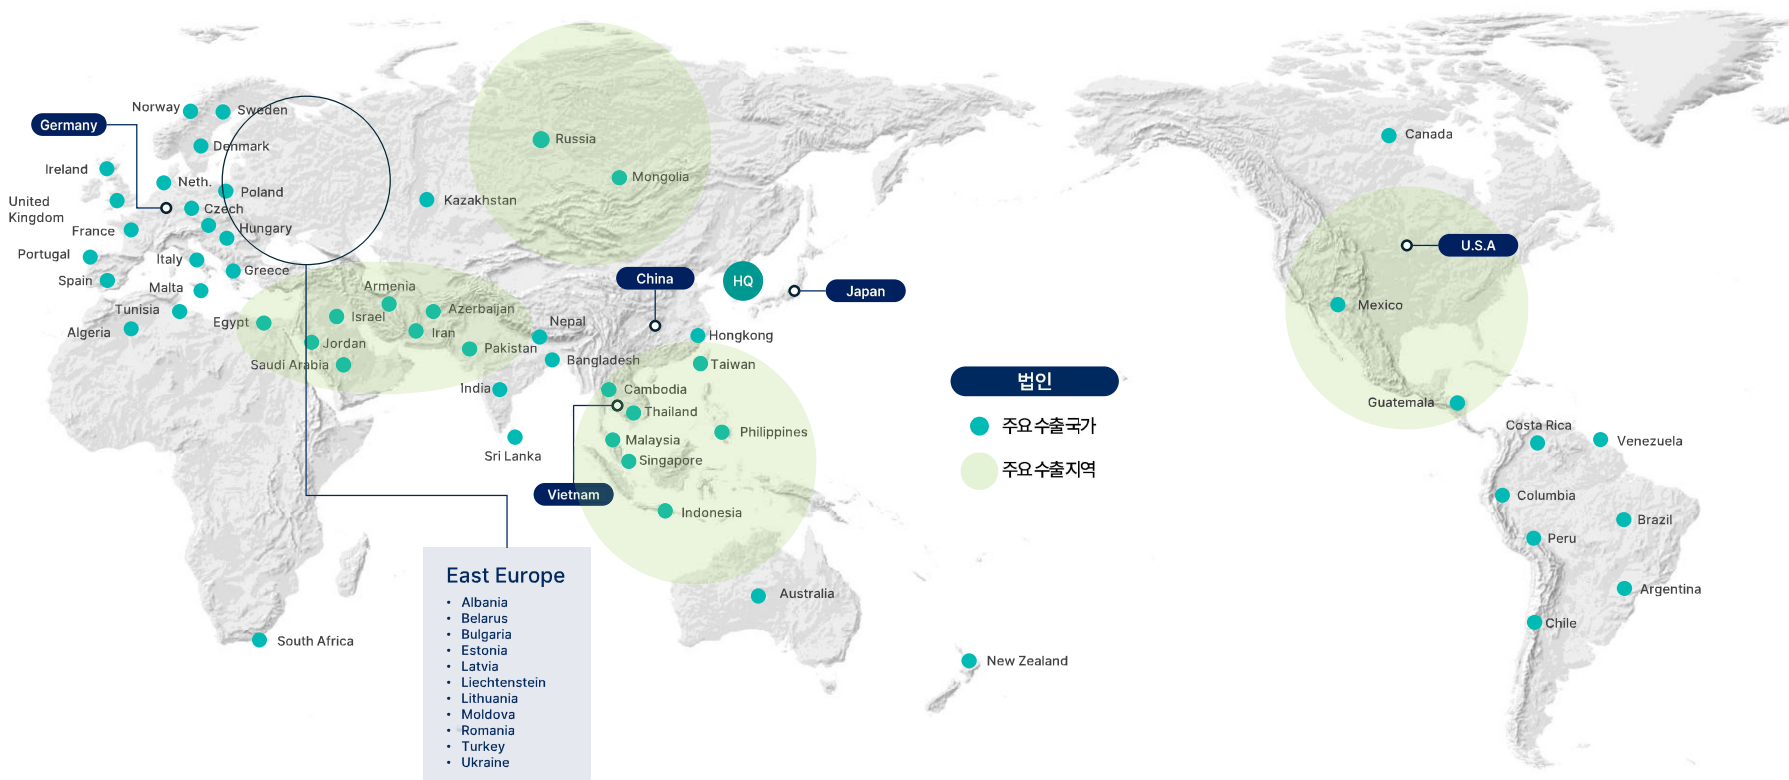 Norway
Sweden
Germany
Denmark
Ireland
Neth.
Poland
United
Kingdom
Czech
France
Hungary
Portugal
Italy
Greece
Spain
Malta
Tunisia
Algeria
Egypt
Armenia
Israel
Azerbaijan
Iran
Jordan
Saudi Arabia
Pakistan
Nepal
Bangladesh
India
Sri Lanka
Kazakhstan
Russia
Mongolia
China
HQ
Japan
Hongkong
Taiwan
Cambodia
Thailand
Philippines
Malaysia
Singapore
Vietnam
Indonesia
Australia
New Zealand
South Africa
East Europe
• Albania
• Belarus
• Bulgaria
• Estonia
• Latvia
• Liechtenstein
• Lithuania
• Moldova
• Romania
• Turkey
• Ukraine
법인
주요 수출 국가
주요 수출 지역
Canada
U.S.A
Mexico
Guatemala
Costa Rica
Venezuela
Columbia
Brazil
Peru
Argentina
Chile